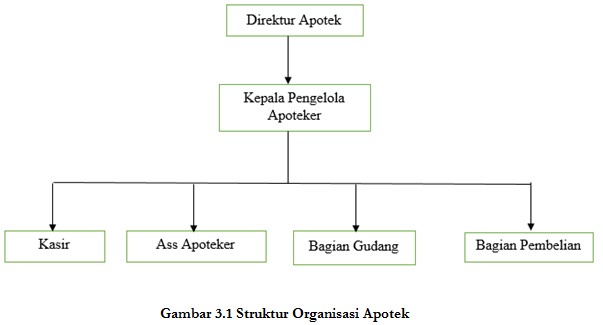 Direktur Apotek
Kepala Pengelola
Apoteker
Kasir
Ass Apoteker
Bagian Gudang
Bagian Pembelian
Gambar 3.1 Struktur Organisasi Apotek